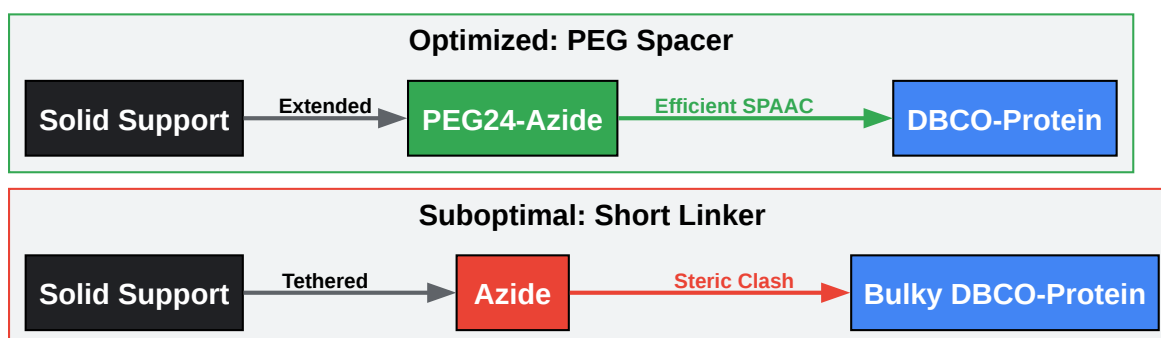 Optimized: PEG Spacer
Solid Support
Extended
PEG24-Azide
Efficient SPAAC
DBCO-Protein
Suboptimal: Short Linker
Solid Support
Tethered
Azide
Steric Clash
Bulky DBCO-Protein